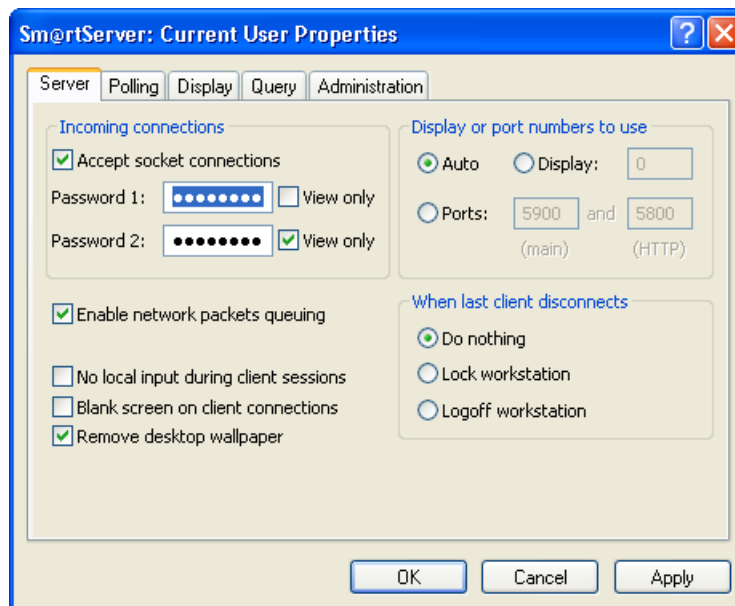 Sm@rtServer: Current User Properties
Server Polling Display Query Administration
Incoming connections
Accept socket connections
Password 1: ●●●●●●●● View only
Password 2: ●●●●●●●● View only
Enable network packets queuing
No local input during client sessions
Blank screen on client connections
Remove desktop wallpaper
Display or port numbers to use
Auto Display: 0
Ports: 5900 and 5800
(main) (HTTP)
When last client disconnects
Do nothing
Lock workstation
Logoff workstation
OK Cancel Apply